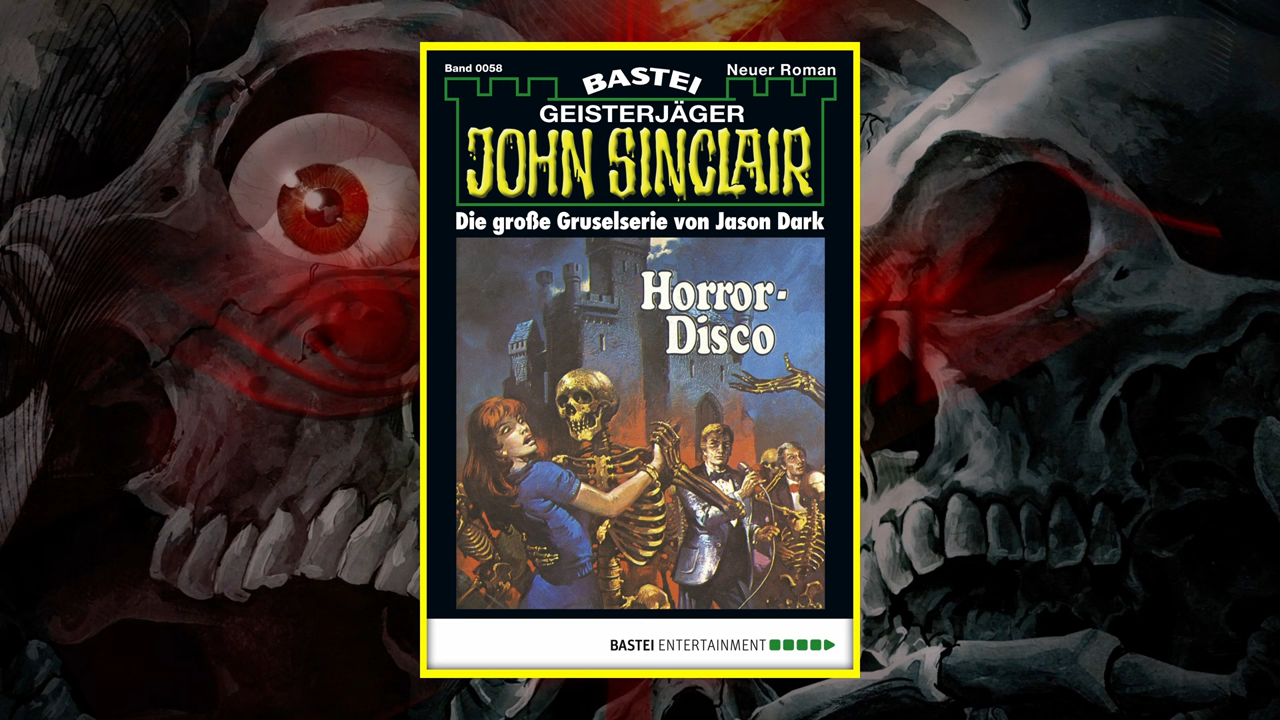 Band 0058
BASTEI
Neuer Roman
GEISTERJÄGER
JOHN SINCLAIR
Die große Gruselserie von Jason Dark
Horror-
Disco
BASTEI ENTERTAINMENT